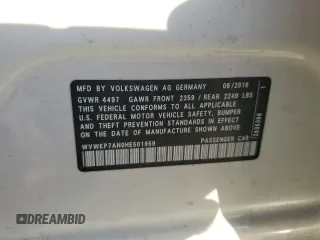 MFD BY VOLKSWAGEN AG GERMANY 06/2016
GVWR 4497 GAWR FRONT 2359 / REAR 2249 LBS
THIS VEHICLE CONFORMS TO ALL APPLICABLE
U.S. FEDERAL MOTOR VEHICLE SAFETY, BUMPER
AND THEFT PREVENTION STANDARDS IN EFFECT
ON THE DATE OF MANUFACTURE SHOWN ABOVE
WVWKP7AH0HE501868 PASSENGER CAR